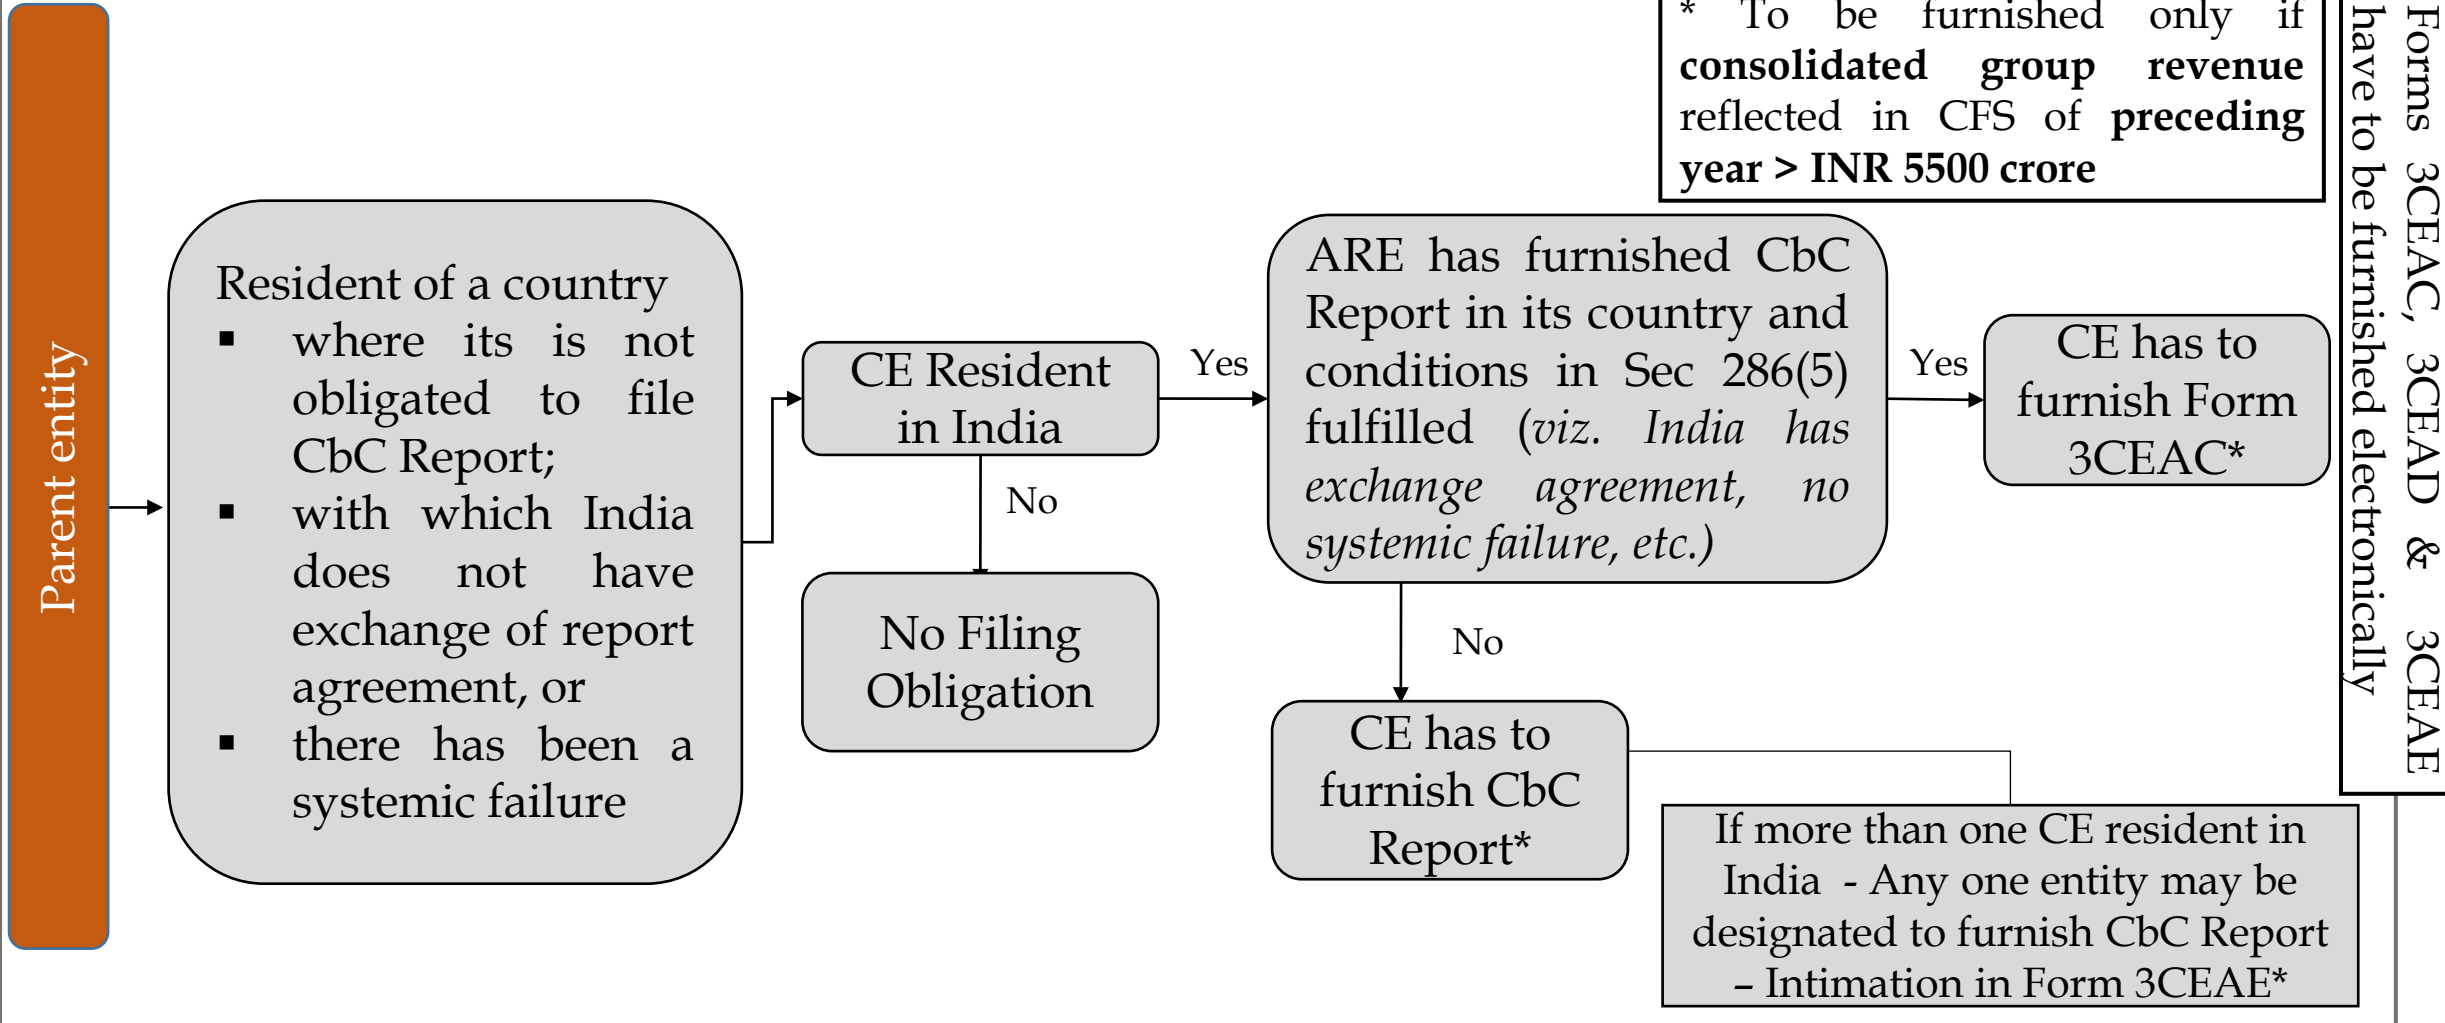 Parent entity
Resident of a country
▪ where its is not
obligated to file
CbC Report;
▪ with which India
does not have
exchange of report
agreement, or
▪ there has been a
systemic failure
CE Resident
in India
Yes
No
No Filing
Obligation
* To be furnished only if
consolidated group revenue
reflected in CFS of preceding
year > INR 5500 crore
ARE has furnished CbC
Report in its country and
conditions in Sec 286(5)
fulfilled (viz. India has
exchange agreement, no
systemic failure, etc.)
Yes
CE has to
furnish Form
3CEAC*
No
CE has to
furnish CbC
Report*
If more than one CE resident in
India - Any one entity may be
designated to furnish CbC Report
– Intimation in Form 3CEAE*
Forms 3CEAC, 3CEAD & 3CEAE
have to be furnished electronically